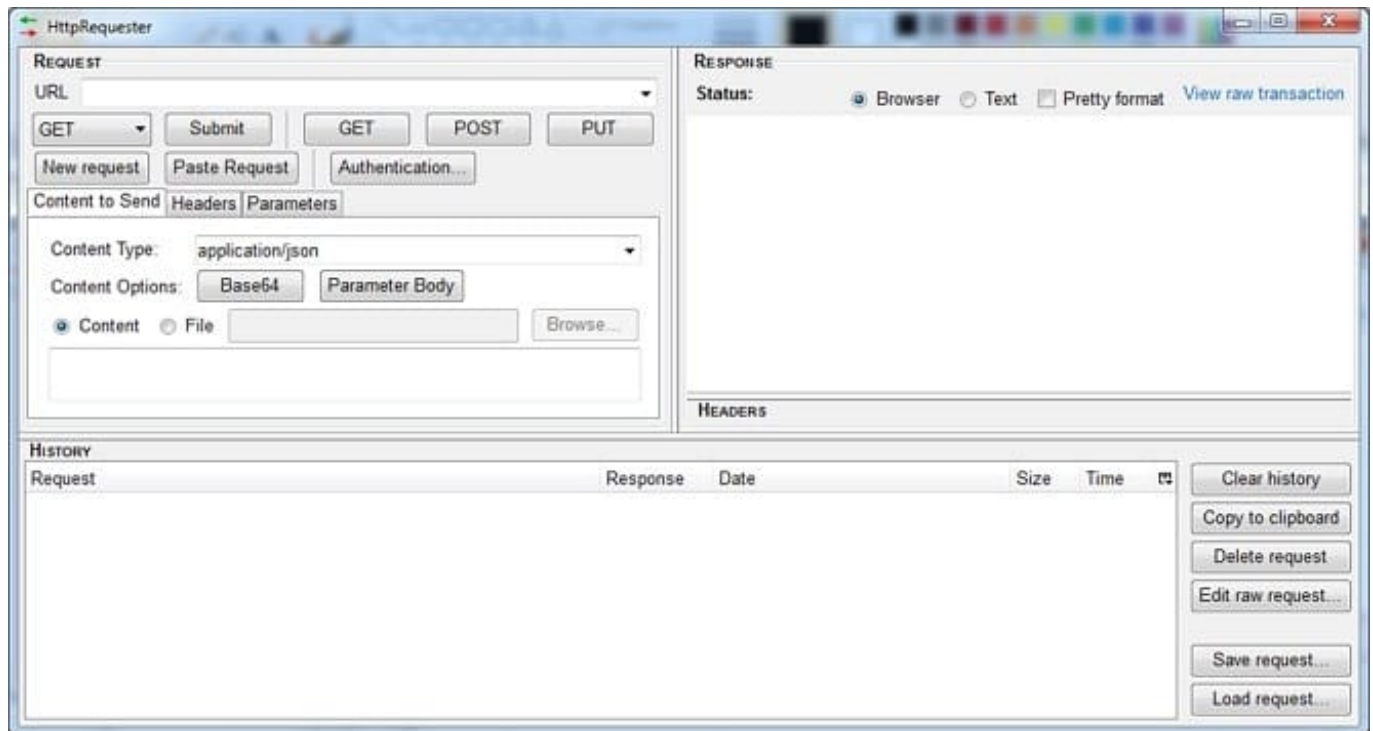 HttpRequester
REQUEST
URL
GET Submit GET POST PUT
New request Paste Request Authentication...
Content to Send Headers Parameters
Content Type: application/json
Content Options: Base64 Parameter Body
Content File Browse...
RESPONSE
Status: Browser Text Pretty format View raw transaction
HEADERS
HISTORY
Request Response Date Size Time
Clear history
Copy to clipboard
Delete request
Edit raw request...
Save request...
Load request...